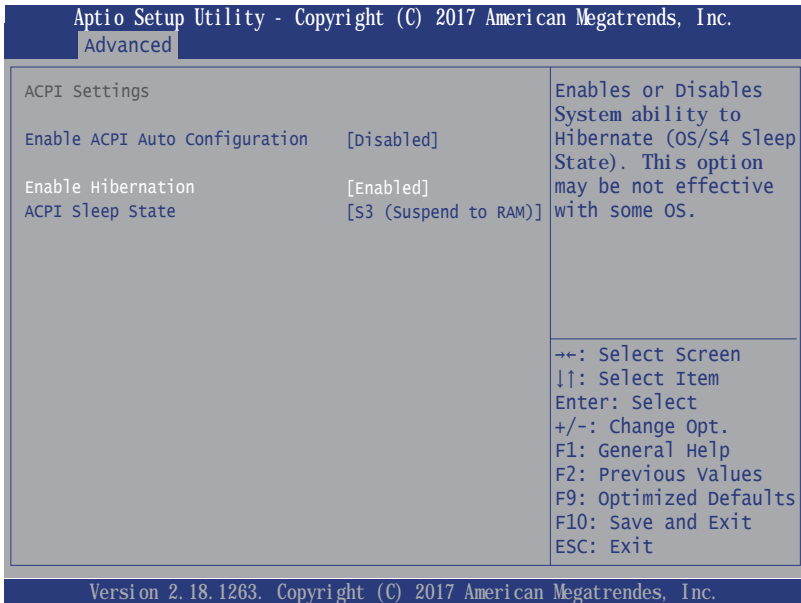 Aptio Setup Utility - Copyright (C) 2017 American Megatrends, Inc.
Advanced
ACPI Settings
Enable ACPI Auto Configuration [Disabled]
Enable Hibernation [Enabled]
ACPI Sleep State [S3 (Suspend to RAM)]
Enables or Disables
System ability to
Hibernate (OS/S4 Sleep
State). This option
may be not effective
with some OS.
→←: Select Screen
↓↑: Select Item
Enter: Select
+/-: Change Opt.
F1: General Help
F2: Previous Values
F9: Optimized Defaults
F10: Save and Exit
ESC: Exit
Version 2.18.1263. Copyright (C) 2017 American Megatrendes, Inc.